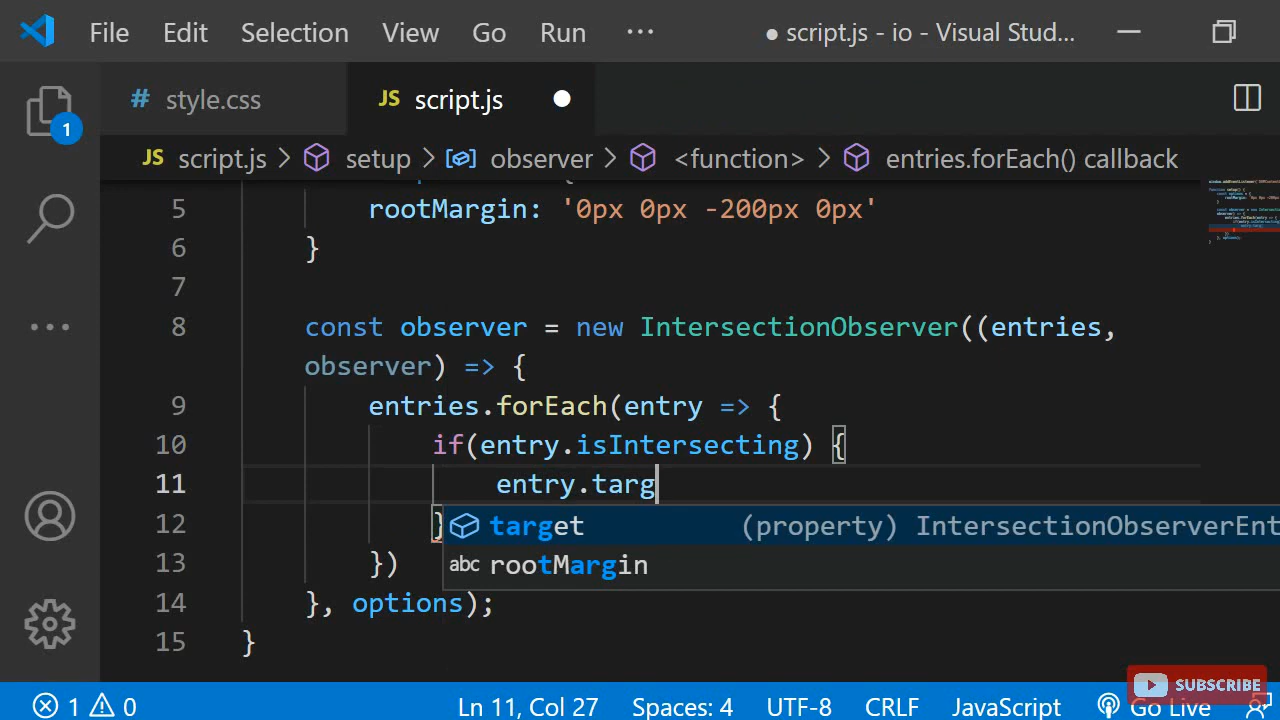 File Edit Selection View Go Run ··· ● script.js - io - Visual Stud...
# style.css JS script.js ●
JS script.js > setup > observer > <function> > entries.forEach() callback
1
5 rootMargin: '0px 0px -200px 0px'
6 }
7
8 const observer = new IntersectionObserver((entries,
observer) => {
9 entries.forEach(entry => {
10 if(entry.isIntersecting) {
11 entry.targ
12 }
target (property) IntersectionObserverEnt
abc rootMargin
13 })
14 }, options);
15 }
SUBSCRIBE
1 0 Ln 11, Col 27 Spaces: 4 UTF-8 CRLF JavaScript Go Live